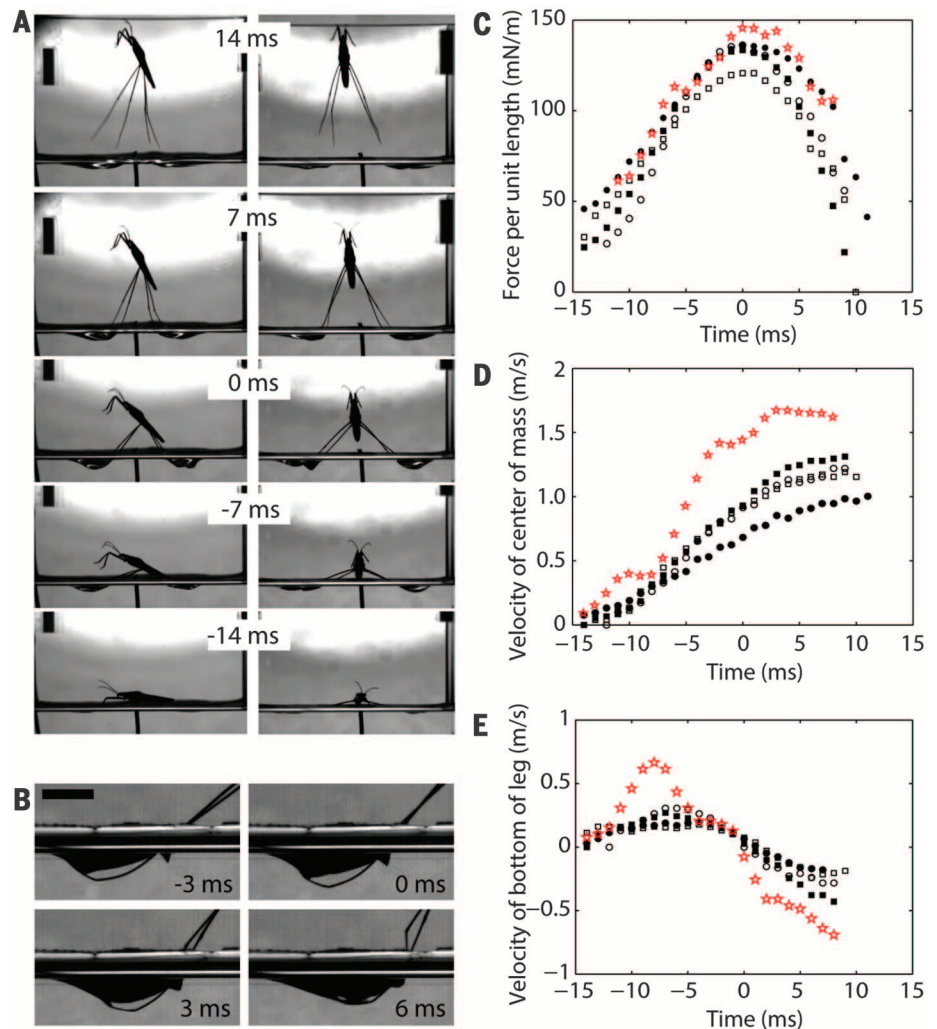 A
14 ms
7 ms
0 ms
-7 ms
-14 ms
B
-3 ms
0 ms
3 ms
6 ms
C
Force per unit length (mN/m)
150
100
50
0
−15 −10 −5 0 5 10 15
Time (ms)
D
Velocity of center of mass (m/s)
2
1.5
1.0
0.5
0
−15 −10 −5 0 5 10 15
Time (ms)
E
Velocity of bottom of leg (m/s)
1
0.5
0
−0.5
−1
−15 −10 −5 0 5 10 15
Time (ms)